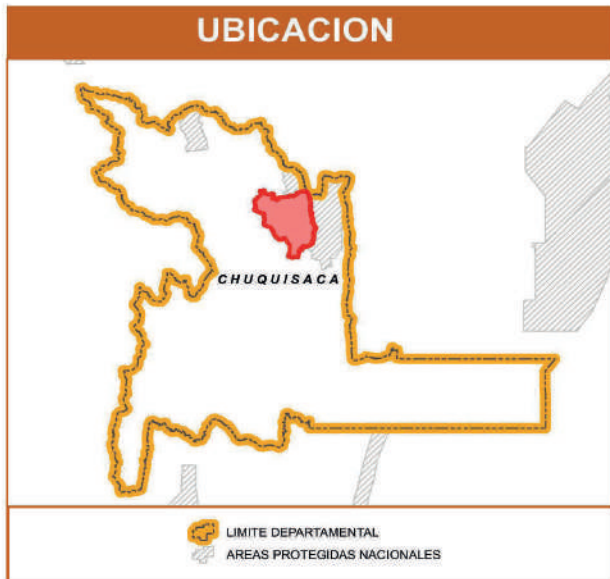 UBICACION
CHUQUISACA
LIMITE DEPARTAMENTAL
AREAS PROTEGIDAS NACIONALES